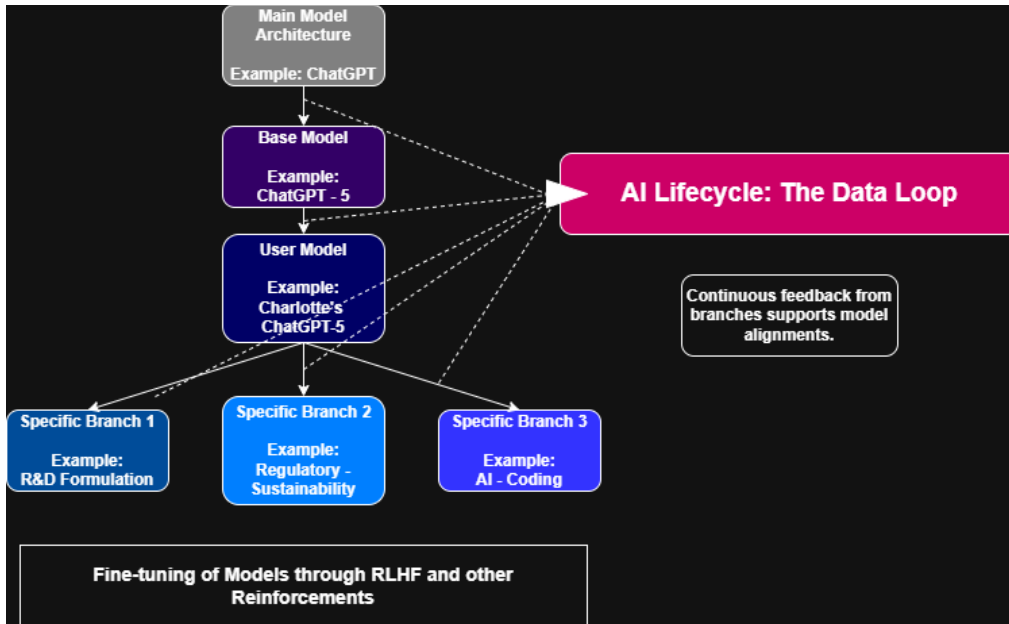 Main Model
Architecture
Example: ChatGPT
Base Model
Example:
ChatGPT - 5
AI Lifecycle: The Data Loop
User Model
Example:
Charlotte's
ChatGPT-5
Continuous feedback from
branches supports model
alignments.
Specific Branch 1
Example:
R&D Formulation
Specific Branch 2
Example:
Regulatory -
Sustainability
Specific Branch 3
Example:
AI - Coding
Fine-tuning of Models through RLHF and other
Reinforcements